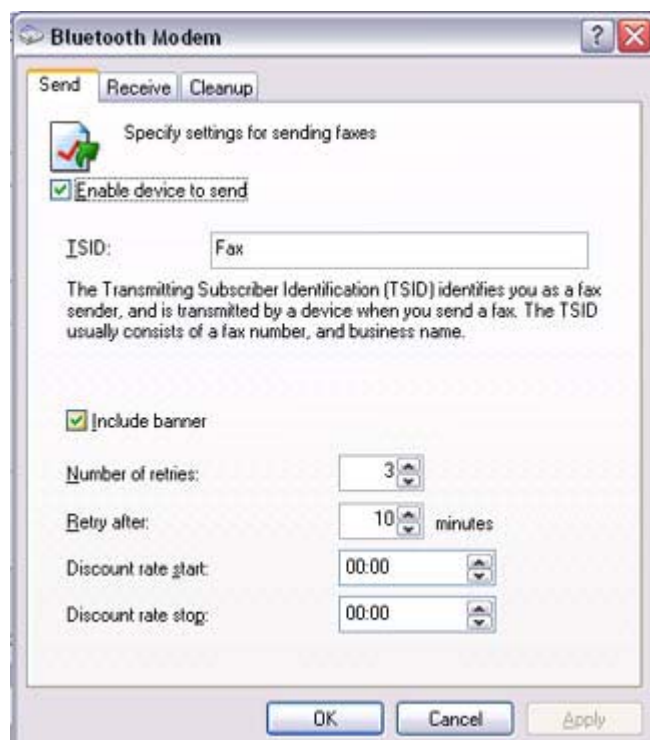 Bluetooth Modem
Send Receive Cleanup
Specify settings for sending faxes
Enable device to send
TSID: Fax
The Transmitting Subscriber Identification (TSID) identifies you as a fax
sender, and is transmitted by a device when you send a fax. The TSID
usually consists of a fax number, and business name.
Include banner
Number of retries: 3
Retry after: 10 minutes
Discount rate start: 00:00
Discount rate stop: 00:00
OK Cancel Apply